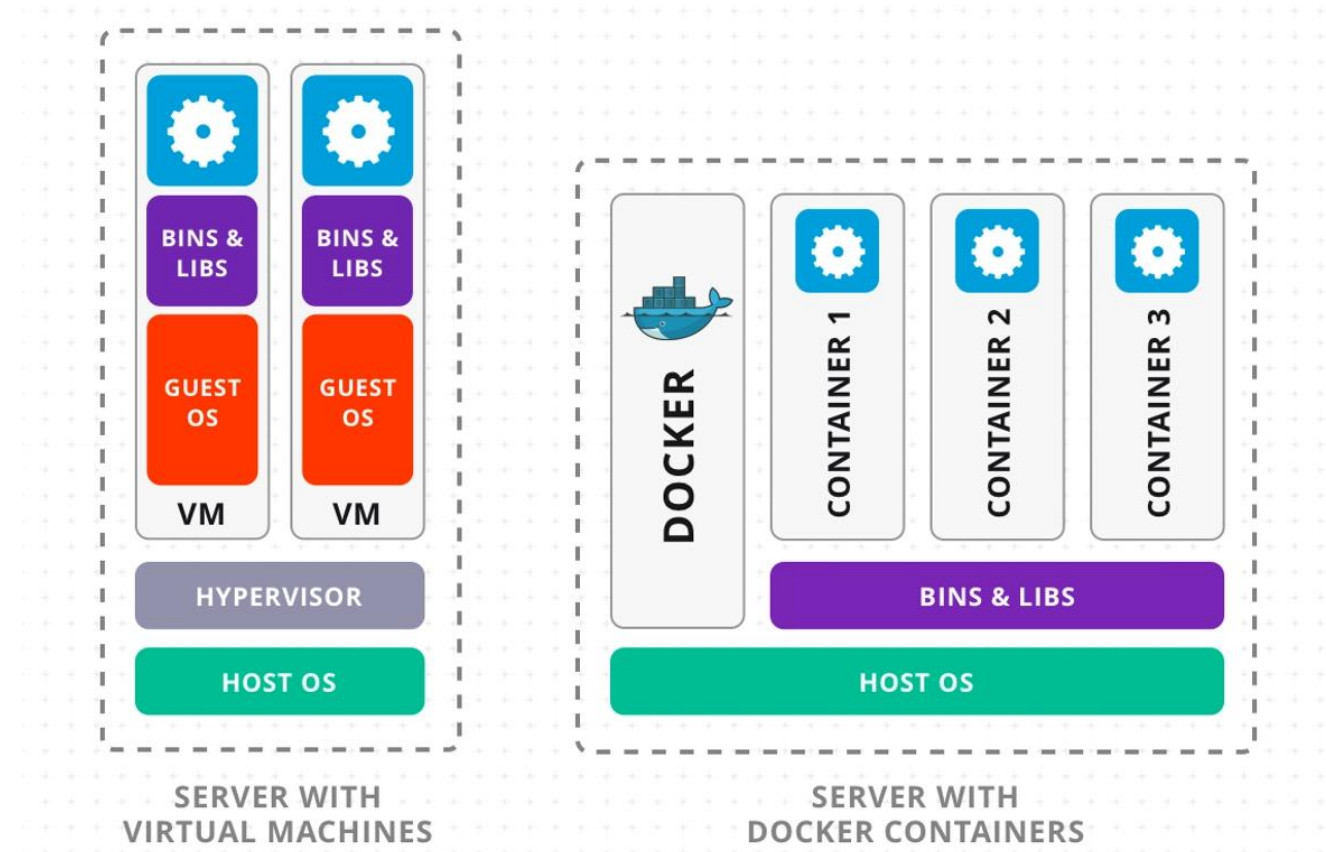 BINS &
LIBS
GUEST
OS
VM
BINS &
LIBS
GUEST
OS
VM
HYPERVISOR
HOST OS
SERVER WITH
VIRTUAL MACHINES
DOCKER
CONTAINER 1
CONTAINER 2
CONTAINER 3
BINS & LIBS
HOST OS
SERVER WITH
DOCKER CONTAINERS